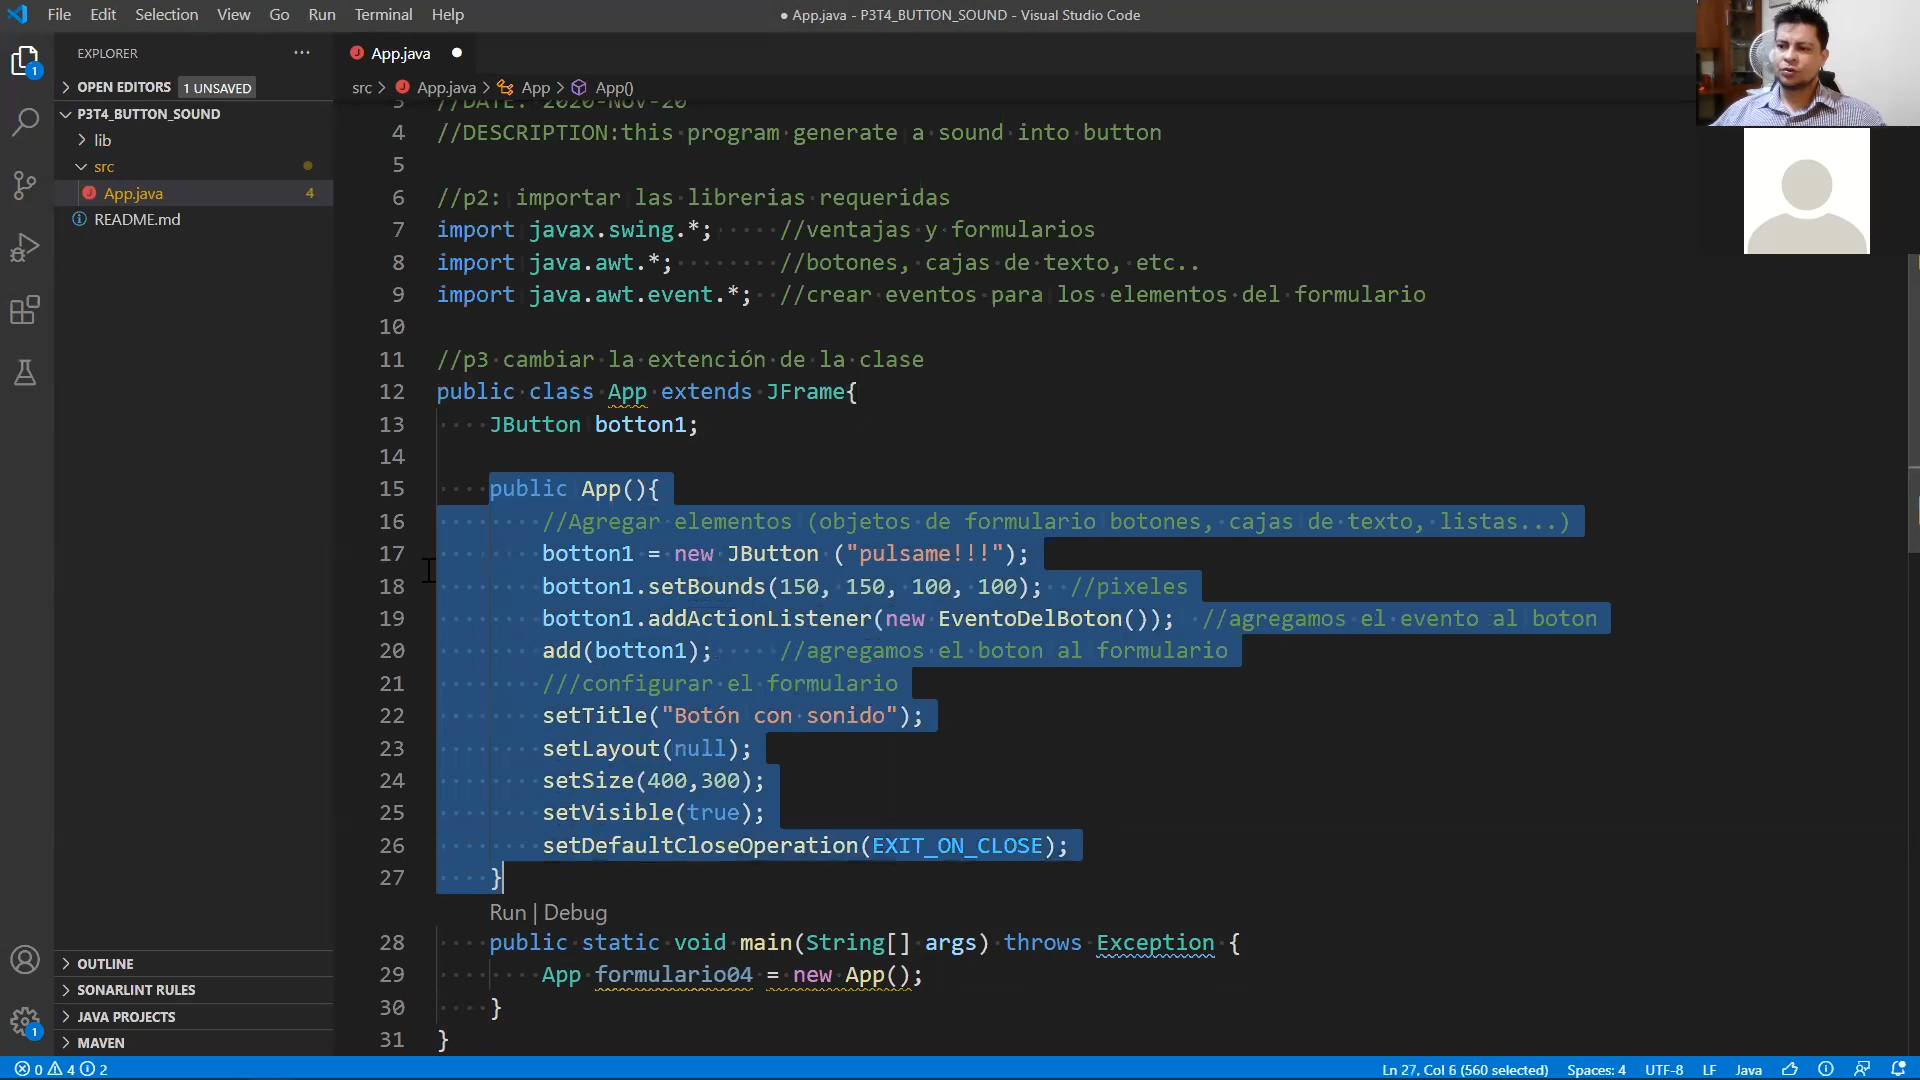 File Edit Selection View Go Run Terminal Help
● App.java - P3T4_BUTTON_SOUND - Visual Studio Code
EXPLORER ···
App.java ●
OPEN EDITORS 1 UNSAVED
src > App.java > App > App()
P3T4_BUTTON_SOUND
lib
src
App.java 4
README.md
3 //DATE: 2020-Nov-20
4 //DESCRIPTION:this program generate a sound into button
5
6 //p2: importar las librerias requeridas
7 import javax.swing.*; //ventajas y formularios
8 import java.awt.*; //botones, cajas de texto, etc..
9 import java.awt.event.*; //crear eventos para los elementos del formulario
10
11 //p3 cambiar la extención de la clase
12 public class App extends JFrame{
13 JButton botton1;
14
15 public App(){
16 //Agregar elementos (objetos de formulario botones, cajas de texto, listas...)
17 botton1 = new JButton ("pulsame!!!");
18 botton1.setBounds(150, 150, 100, 100); //pixeles
19 botton1.addActionListener(new EventoDelBoton()); //agregamos el evento al boton
20 add(botton1); //agregamos el boton al formulario
21 ///configurar el formulario
22 setTitle("Botón con sonido");
23 setLayout(null);
24 setSize(400,300);
25 setVisible(true);
26 setDefaultCloseOperation(EXIT_ON_CLOSE);
27 }
Run | Debug
28 public static void main(String[] args) throws Exception {
29 App formulario04 = new App();
30 }
31 }
OUTLINE
SONARLINT RULES
JAVA PROJECTS
MAVEN
1
1
0 4 2
Ln 27, Col 6 (560 selected) Spaces: 4 UTF-8 LF Java